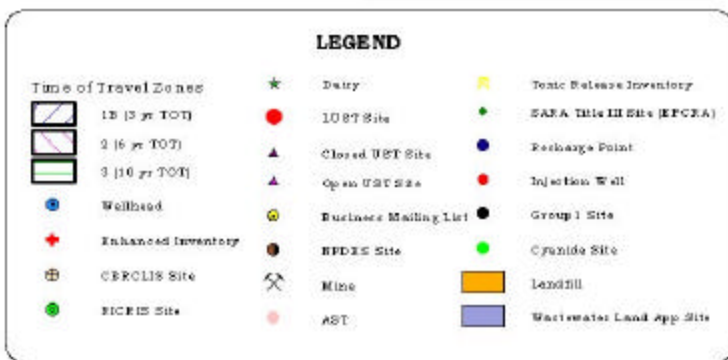 LEGEND
Time of Travel Zones
1B (3 yr TOT)
2 (6 yr TOT)
3 (10 yr TOT)
Wellhead
Enhanced Inventory
CERCLIS Site
RICRIS Site
Dairy
LUST Site
Closed UST Site
Open UST Site
Business Mailing List
NPDES Site
Mine
AST
Toxic Release Inventory
SARA Title III Site (EPCRA)
Recharge Point
Injection Well
Group 1 Site
Cyanide Site
Landfill
Wastewater Land App Site